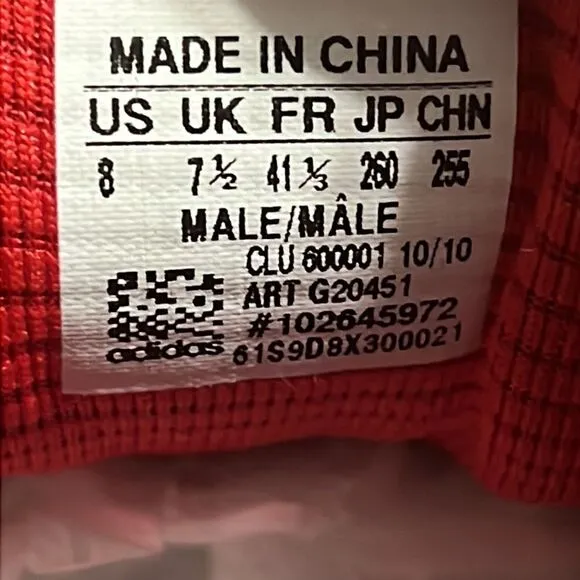 MADE IN CHINA
US UK FR JP CHN
8 7½ 41⅓ 260 255
MALE/MÂLE
CLU 600001 10/10
ART G20451
#102645972
adidas 61S9D8X300021